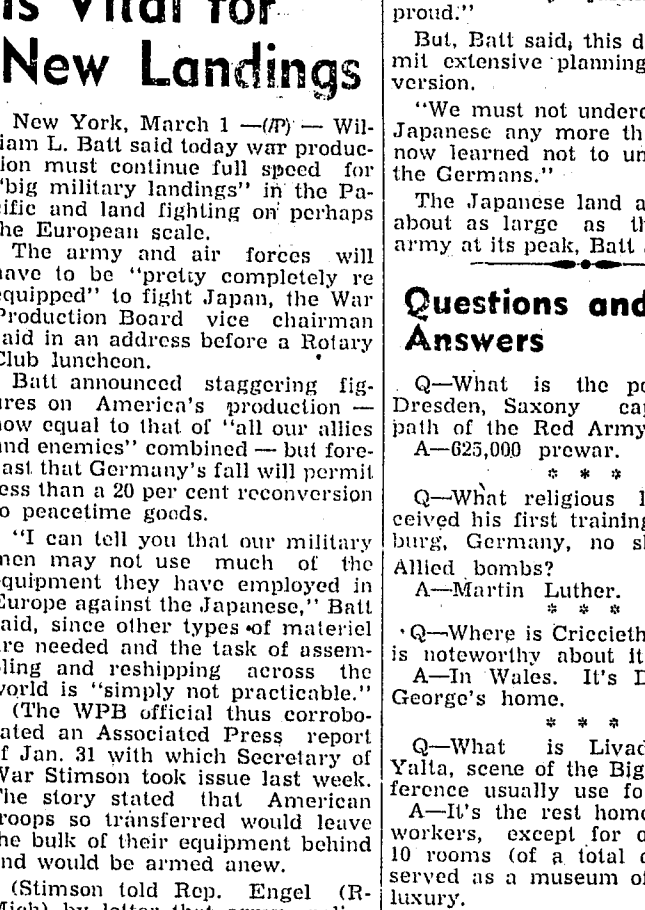 is Vital for
New Landings
New York, March 1 —(AP) — Wil-
iam L. Batt said today war produc-
ion must continue full speed for
"big military landings" in the Pa-
cific and land fighting on perhaps
the European scale.
The army and air forces will
have to be "pretty completely re
equipped" to fight Japan, the War
Production Board vice chairman
said in an address before a Rotary
Club luncheon.
Batt announced staggering fig-
ures on America's production —
now equal to that of "all our allies
and enemies" combined — but fore-
cast that Germany's fall will permit
less than a 20 per cent reconversion
to peacetime goods.
"I can tell you that our military
men may not use much of the
equipment they have employed in
Europe against the Japanese," Batt
said, since other types of materiel
are needed and the task of assem-
bling and reshipping across the
world is "simply not practicable."
(The WPB official thus corrobo-
rated an Associated Press report
of Jan. 31 with which Secretary of
War Stimson took issue last week.
The story stated that American
troops so transferred would leave
the bulk of their equipment behind
and would be armed anew.
(Stimson told Rep. Engel (R-
Mich) by letter that
proud."
But, Batt said, this d
mit extensive planning
version.
"We must not undere
Japanese any more th
now learned not to un
the Germans."
The Japanese land a
about as large as th
army at its peak, Batt
Questions and
Answers
Q—What is the po
Dresden, Saxony cap
path of the Red Army
A—625,000 prewar.
* * *
Q—What religious l
ceived his first training
burg, Germany, no s
Allied bombs?
A—Martin Luther.
* * *
Q—Where is Criccieth
is noteworthy about it
A—In Wales. It's D
George's home.
* * *
Q—What is Livad
Yalta, scene of the Big
ference usually use fo
A—It's the rest home
workers, except for o
10 rooms (of a total o
served as a museum of
luxury.